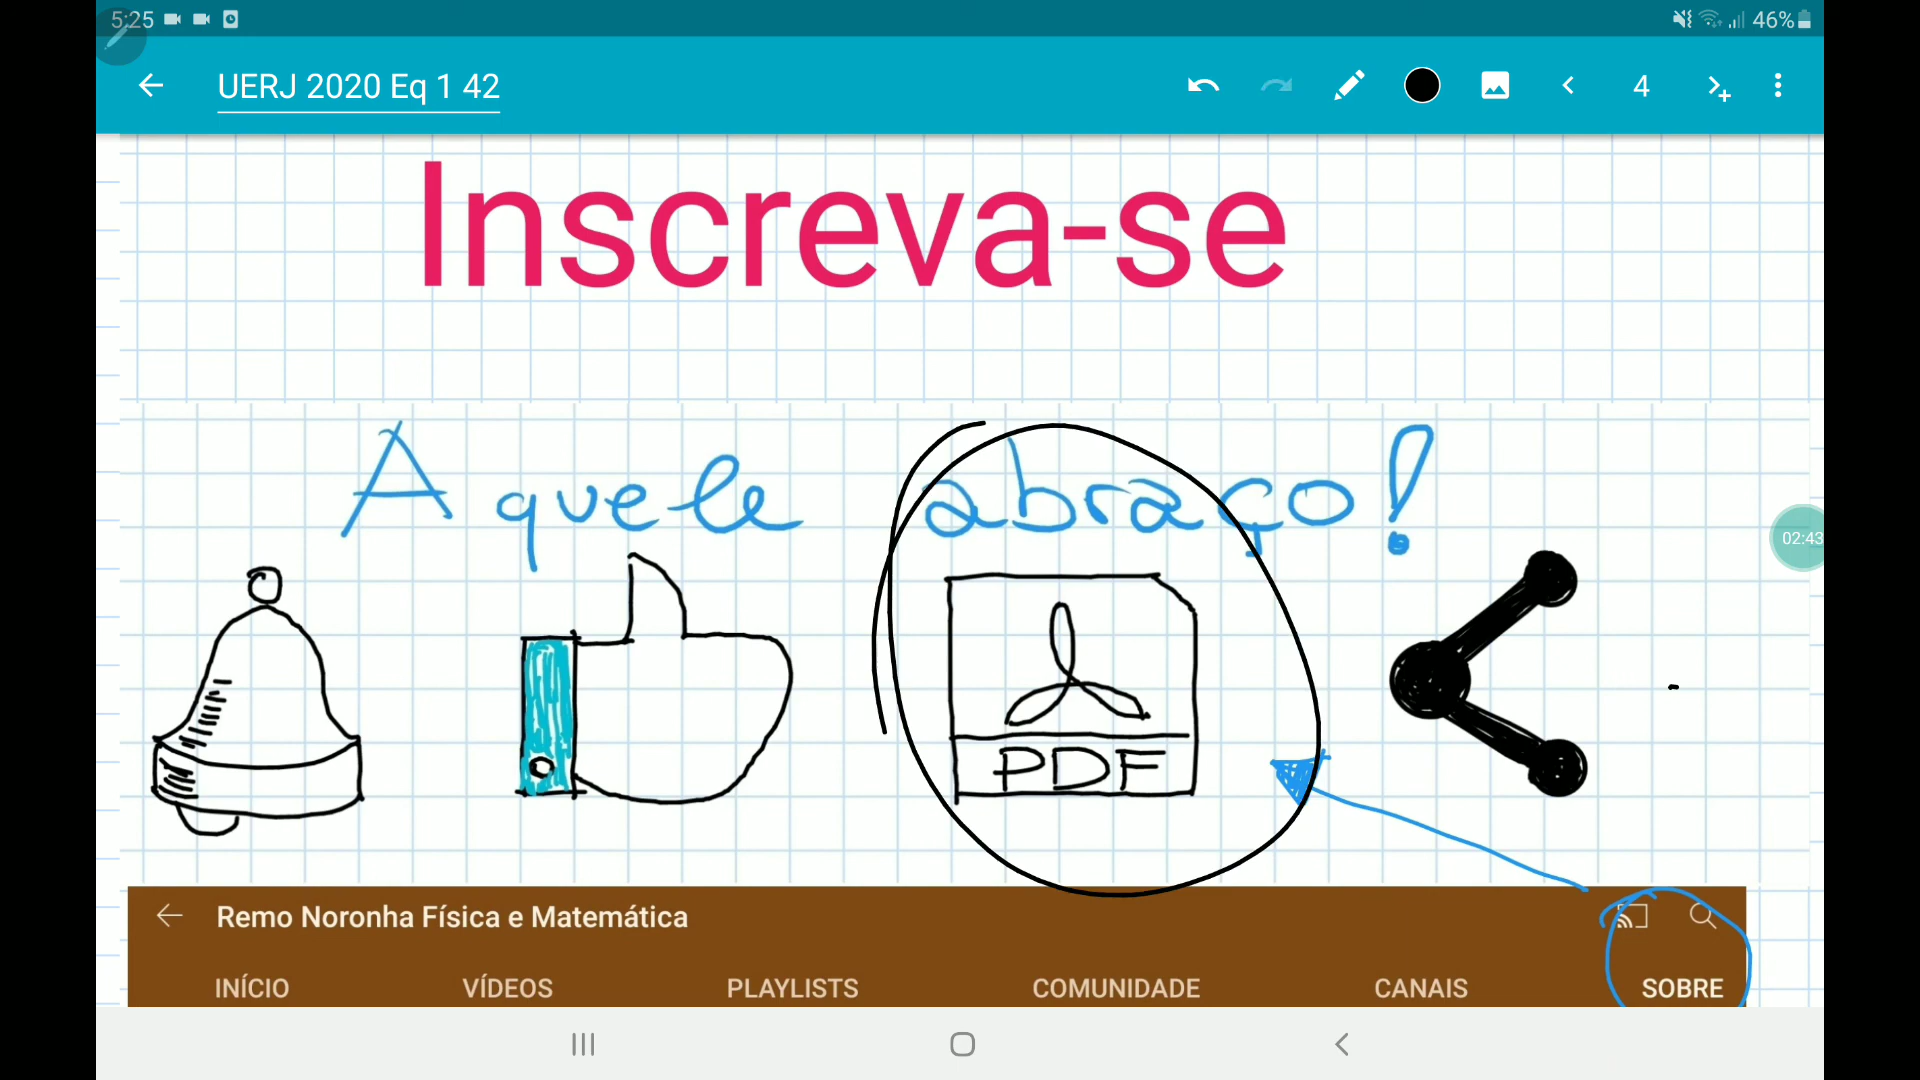 5:25 46%
UERJ 2020 Eq 1 42 4
Inscreva-se
Aquele abraço!
02:43
PDF
Remo Noronha Física e Matemática
INÍCIO VÍDEOS PLAYLISTS COMUNIDADE CANAIS SOBRE